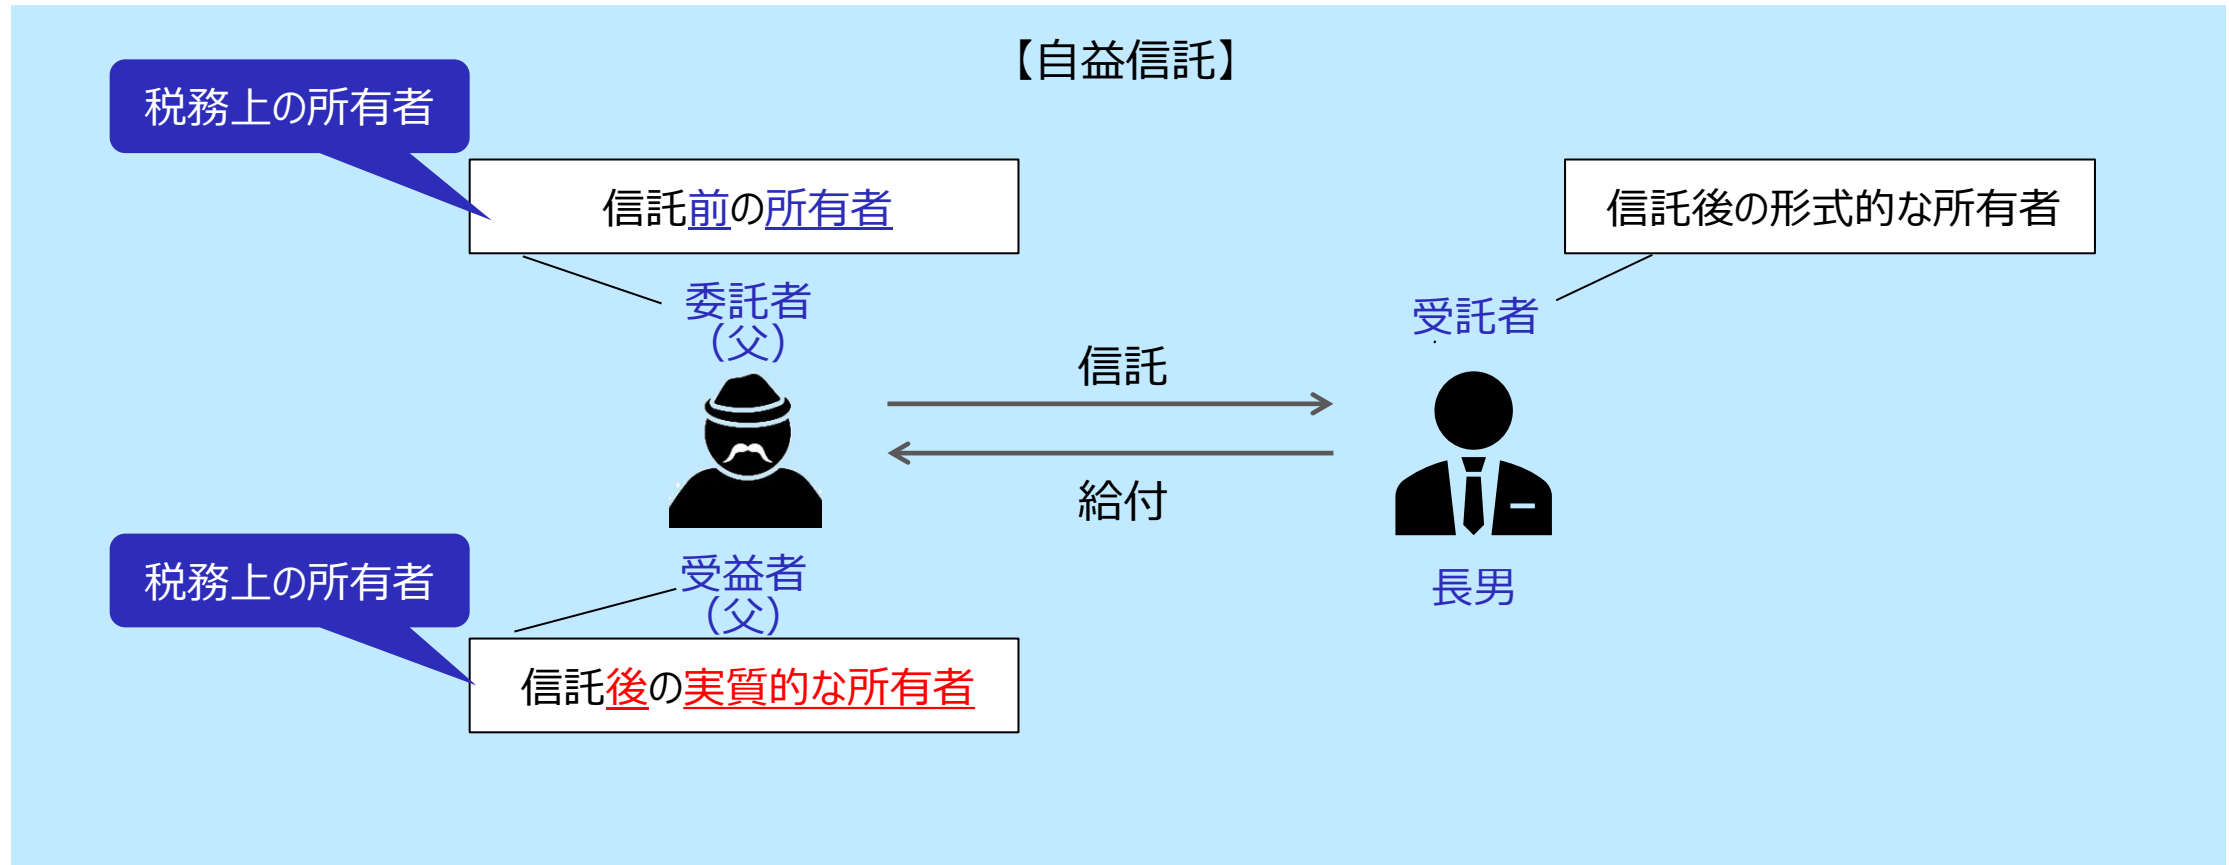 【自益信託】
税務上の所有者
信託前の所有者
信託後の形式的な所有者
委託者
（父）
受託者
信託
給付
受益者
（父）
長男
税務上の所有者
信託後の実質的な所有者